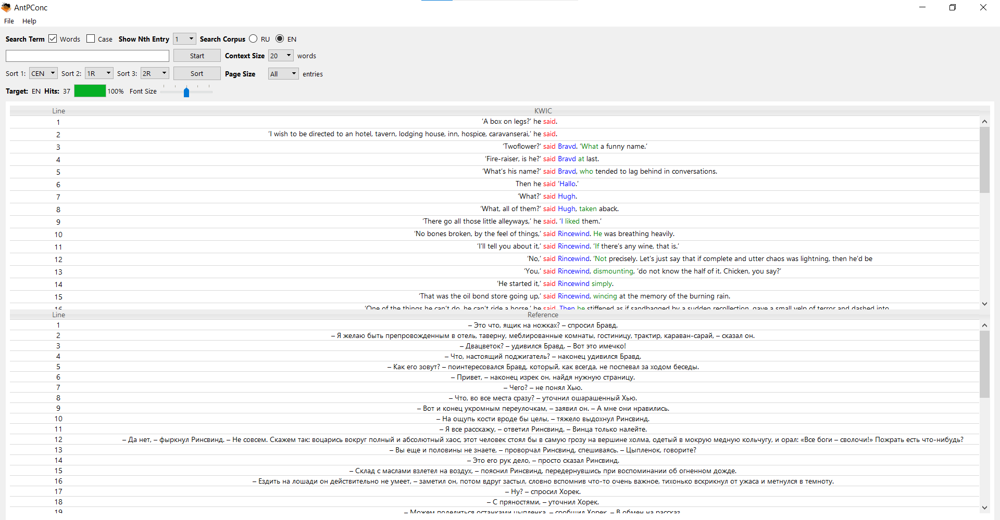 AntPConc
File Help
Search Term Words Case Show Nth Entry 1 Search Corpus RU EN
Start Context Size 20 words
Sort 1: CEN Sort 2: 1R Sort 3: 2R Sort Page Size All entries
Target: EN Hits: 37 100% Font Size
Line KWIC
1 ‘A box on legs?’ he said.
2 ‘I wish to be directed to an hotel, tavern, lodging house, inn, hospice, caravanserai,’ he said.
3 ‘Twoflower?’ said Bravd. ‘What a funny name.’
4 ‘Fire-raiser, is he?’ said Bravd at last.
5 ‘What’s his name?’ said Bravd, who tended to lag behind in conversations.
6 Then he said ‘Hallo.’
7 ‘What?’ said Hugh.
8 ‘What, all of them?’ said Hugh, taken aback.
9 ‘There go all those little alleyways,’ he said. ‘I liked them.’
10 ‘No bones broken, by the feel of things,’ said Rincewind. He was breathing heavily.
11 ‘I’ll tell you about it,’ said Rincewind. ‘If there’s any wine, that is.’
12 ‘No,’ said Rincewind. ‘Not precisely. Let’s just say that if complete and utter chaos was lightning, then he’d be
13 ‘You,’ said Rincewind, dismounting, ‘do not know the half of it. Chicken, you say?’
14 ‘He started it,’ said Rincewind simply.
15 ‘That was the oil bond store going up,’ said Rincewind, wincing at the memory of the burning rain.
16 ‘One of the things he can’t do, he can’t ride a horse,’ he said. Then he stiffened as if sandbagged by a sudden recollection, gave a small yelp of terror and dashed into
Line Reference
1 – Это что, ящик на ножках? – спросил Бравд.
2 – Я желаю быть препровожденным в отель, таверну, меблированные комнаты, гостиницу, трактир, караван-сарай, – сказал он.
3 – Двацветок? – удивился Бравд. – Вот это имечко!
4 – Что, настоящий поджигатель? – наконец удивился Бравд.
5 – Как его зовут? – поинтересовался Бравд, который, как всегда, не поспевал за ходом беседы.
6 – Привет, – наконец изрек он, найдя нужную страницу.
7 – Чего? – не понял Хью.
8 – Что, во все места сразу? – уточнил ошарашенный Хью.
9 – Вот и конец укромным переулочкам, – заявил он. – А мне они нравились.
10 – На ощупь кости вроде бы целы, – тяжело выдохнул Ринсвинд.
11 – Я все расскажу, – ответил Ринсвинд. – Винца только налейте.
12 – Да нет, – фыркнул Ринсвинд. – Не совсем. Скажем так: воцарись вокруг полный и абсолютный хаос, этот человек стоял бы в самую грозу на вершине холма, одетый в мокрую медную кольчугу, и орал: «Все боги – сволочи!» Пожрать есть что-нибудь?
13 – Вы еще и половины не знаете, – проворчал Ринсвинд, спешиваясь. – Цыпленок, говорите?
14 – Это его рук дело, – просто сказал Ринсвинд.
15 – Склад с маслами взлетел на воздух, – пояснил Ринсвинд, передернувшись при воспоминании об огненном дожде.
16 – Ездить на лошади он действительно не умеет, – заметил он, потом вдруг застыл, словно вспомнив что-то очень важное, тихонько вскрикнул от ужаса и метнулся в темноту.
17 – Ну? – спросил Хорек.
18 – С пряностями, – уточнил Хорек.
19 – Можем поделиться останками цыпленка, – сообщил Хорек. – В обмен на рассказ.